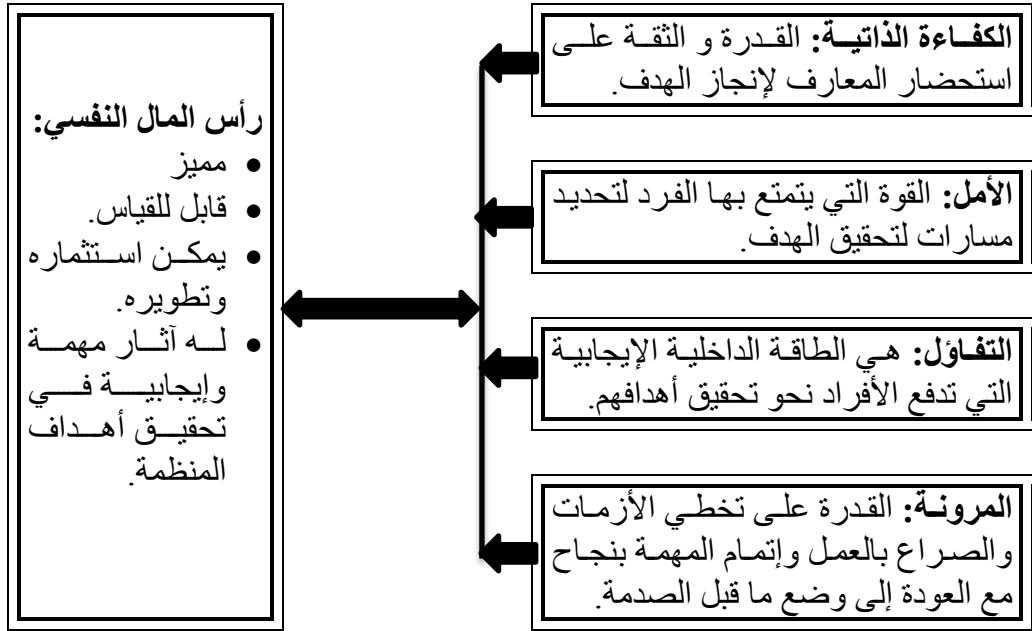 الكفاءة الذاتية: القدرة و الثقة على
استحضار المعارف لإنجاز الهدف.
الأمل: القوة التي يتمتع بها الفرد لتحديد
مسارات لتحقيق الهدف.
التفاؤل: هي الطاقة الداخلية الإيجابية
التي تدفع الأفراد نحو تحقيق أهدافهم.
المرونة: القدرة على تخطي الأزمات
والصراع بالعمل وإتمام المهمة بنجاح
مع العودة إلى وضع ما قبل الصدمة.
رأس المال النفسي:
• مميز
• قابل للقياس.
• يمكن استثماره
وتطويره.
• له آثار مهمة
وإيجابية في
تحقيق أهداف
المنظمة.